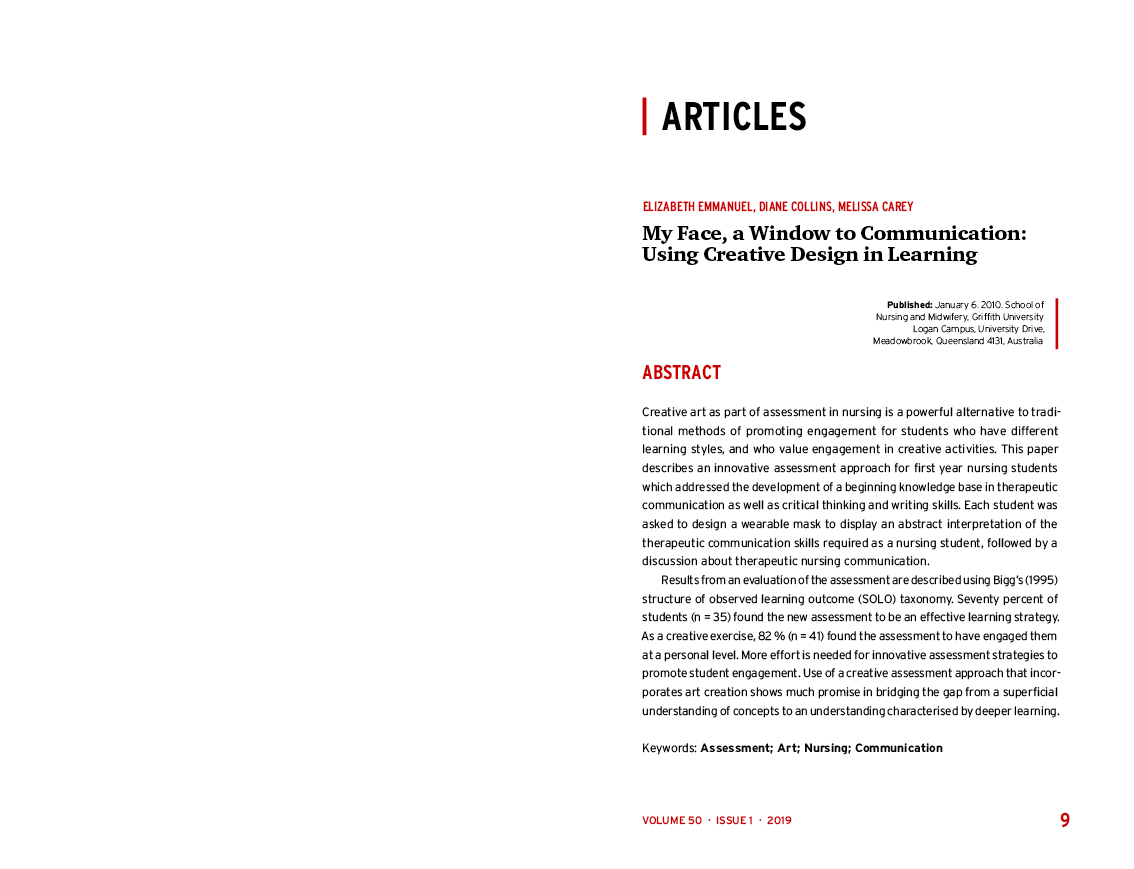 ARTICLES
ELIZABETH EMMANUEL, DIANE COLLINS, MELISSA CAREY
My Face, a Window to Communication:
Using Creative Design in Learning
Published: January 6. 2010. School of
Nursing and Midwifery, Griffith University
Logan Campus, University Drive,
Meadowbrook, Queensland 4131, Australia
ABSTRACT
Creative art as part of assessment in nursing is a powerful alternative to tradi-
tional methods of promoting engagement for students who have different
learning styles, and who value engagement in creative activities. This paper
describes an innovative assessment approach for first year nursing students
which addressed the development of a beginning knowledge base in therapeutic
communication as well as critical thinking and writing skills. Each student was
asked to design a wearable mask to display an abstract interpretation of the
therapeutic communication skills required as a nursing student, followed by a
discussion about therapeutic nursing communication.
Results from an evaluation of the assessment are described using Bigg's (1995)
structure of observed learning outcome (SOLO) taxonomy. Seventy percent of
students (n = 35) found the new assessment to be an effective learning strategy.
As a creative exercise, 82 % (n = 41) found the assessment to have engaged them
at a personal level. More effort is needed for innovative assessment strategies to
promote student engagement. Use of a creative assessment approach that incor-
porates art creation shows much promise in bridging the gap from a superficial
understanding of concepts to an understanding characterised by deeper learning.
Keywords: Assessment; Art; Nursing; Communication
VOLUME 50 · ISSUE 1 · 2019
9